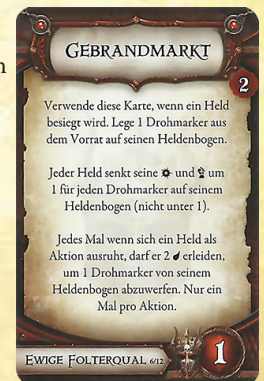 n
GEBRANDMARKT
2
Verwende diese Karte, wenn ein Held
besiegt wird. Lege 1 Drohmarker aus
dem Vorrat auf seinen Heldenbogen.
Jeder Held senkt seine und um
1 für jeden Drohmarker auf seinem
Heldenbogen (nicht unter 1).
Jedes Mal wenn sich ein Held als
Aktion ausruht, darf er 2 erleiden,
um 1 Drohmarker von seinem
Heldenbogen abzuwerfen. Nur ein
Mal pro Aktion.
EWIGE FOLTERQUAL 6/12
1